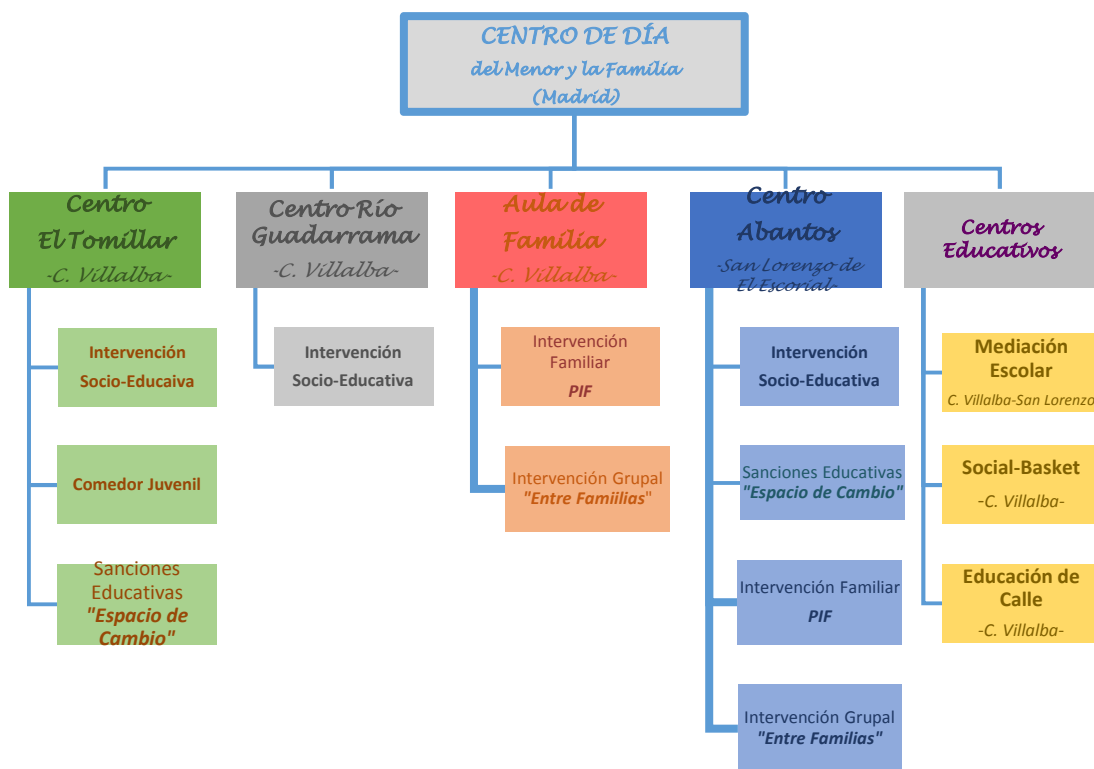 CENTRO DE DÍA
del Menor y la Familia
(Madrid)
Centro
El Tomillar
-C. Villalba-
Intervención
Socio-Educaiva
Comedor Juvenil
Sanciones
Educativas
"Espacio de
Cambio"
Centro Río
Guadarrama
-C. Villalba-
Intervención
Socio-Educativa
Aula de
Familia
-C. Villalba-
Intervención
Familiar
PIF
Intervención Grupal
"Entre Famiilias"
Centro
Abantos
-San Lorenzo de
El Escorial-
Intervención
Socio-Educativa
Sanciones Educativas
"Espacio de Cambio"
Intervención Familiar
PIF
Intervención Grupal
"Entre Familias"
Centros
Educativos
Mediación
Escolar
C. Villalba-San Lorenzo
Social-Basket
-C. Villalba-
Educación de
Calle
-C. Villalba-